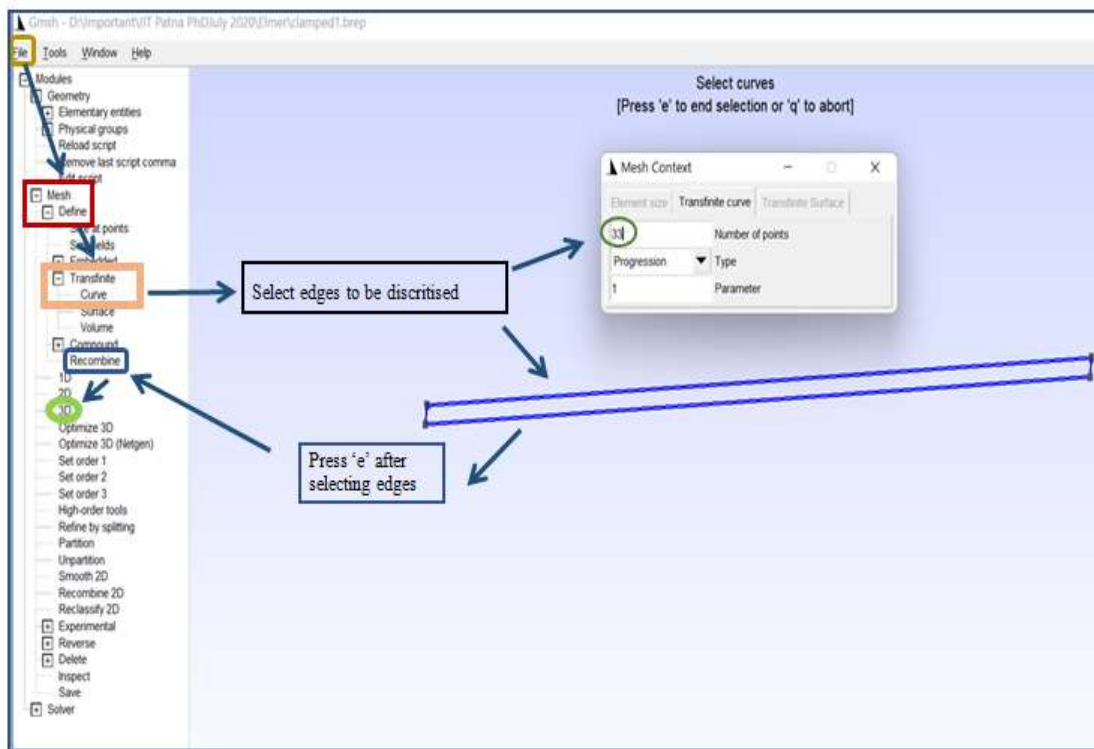 Gmsh - D:\Important\IIT Patna PhDJuly 2020\Elmer\clamped1.brep
File Tools Window Help
Modules
Geometry
Elementary entities
Physical groups
Reload script
Remove last script comma
Edit script
Mesh
Define
Size at points
Embedded
Transfinite
Curve
Surface
Volume
Compound
Recombine
1D
2D
3D
Optimize 3D
Optimize 3D (Netgen)
Set order 1
Set order 2
Set order 3
High-order tools
Refine by splitting
Partition
Unpartition
Smooth 2D
Recombine 2D
Reclassify 2D
Experimental
Reverse
Delete
Inspect
Save
Solver
Select curves
[Press 'e' to end selection or 'q' to abort]
Mesh Context
Element size Transfinite curve Transfinite Surface
33 Number of points
Progression Type
1 Parameter
Select edges to be discritised
Press ‘e’ after
selecting edges